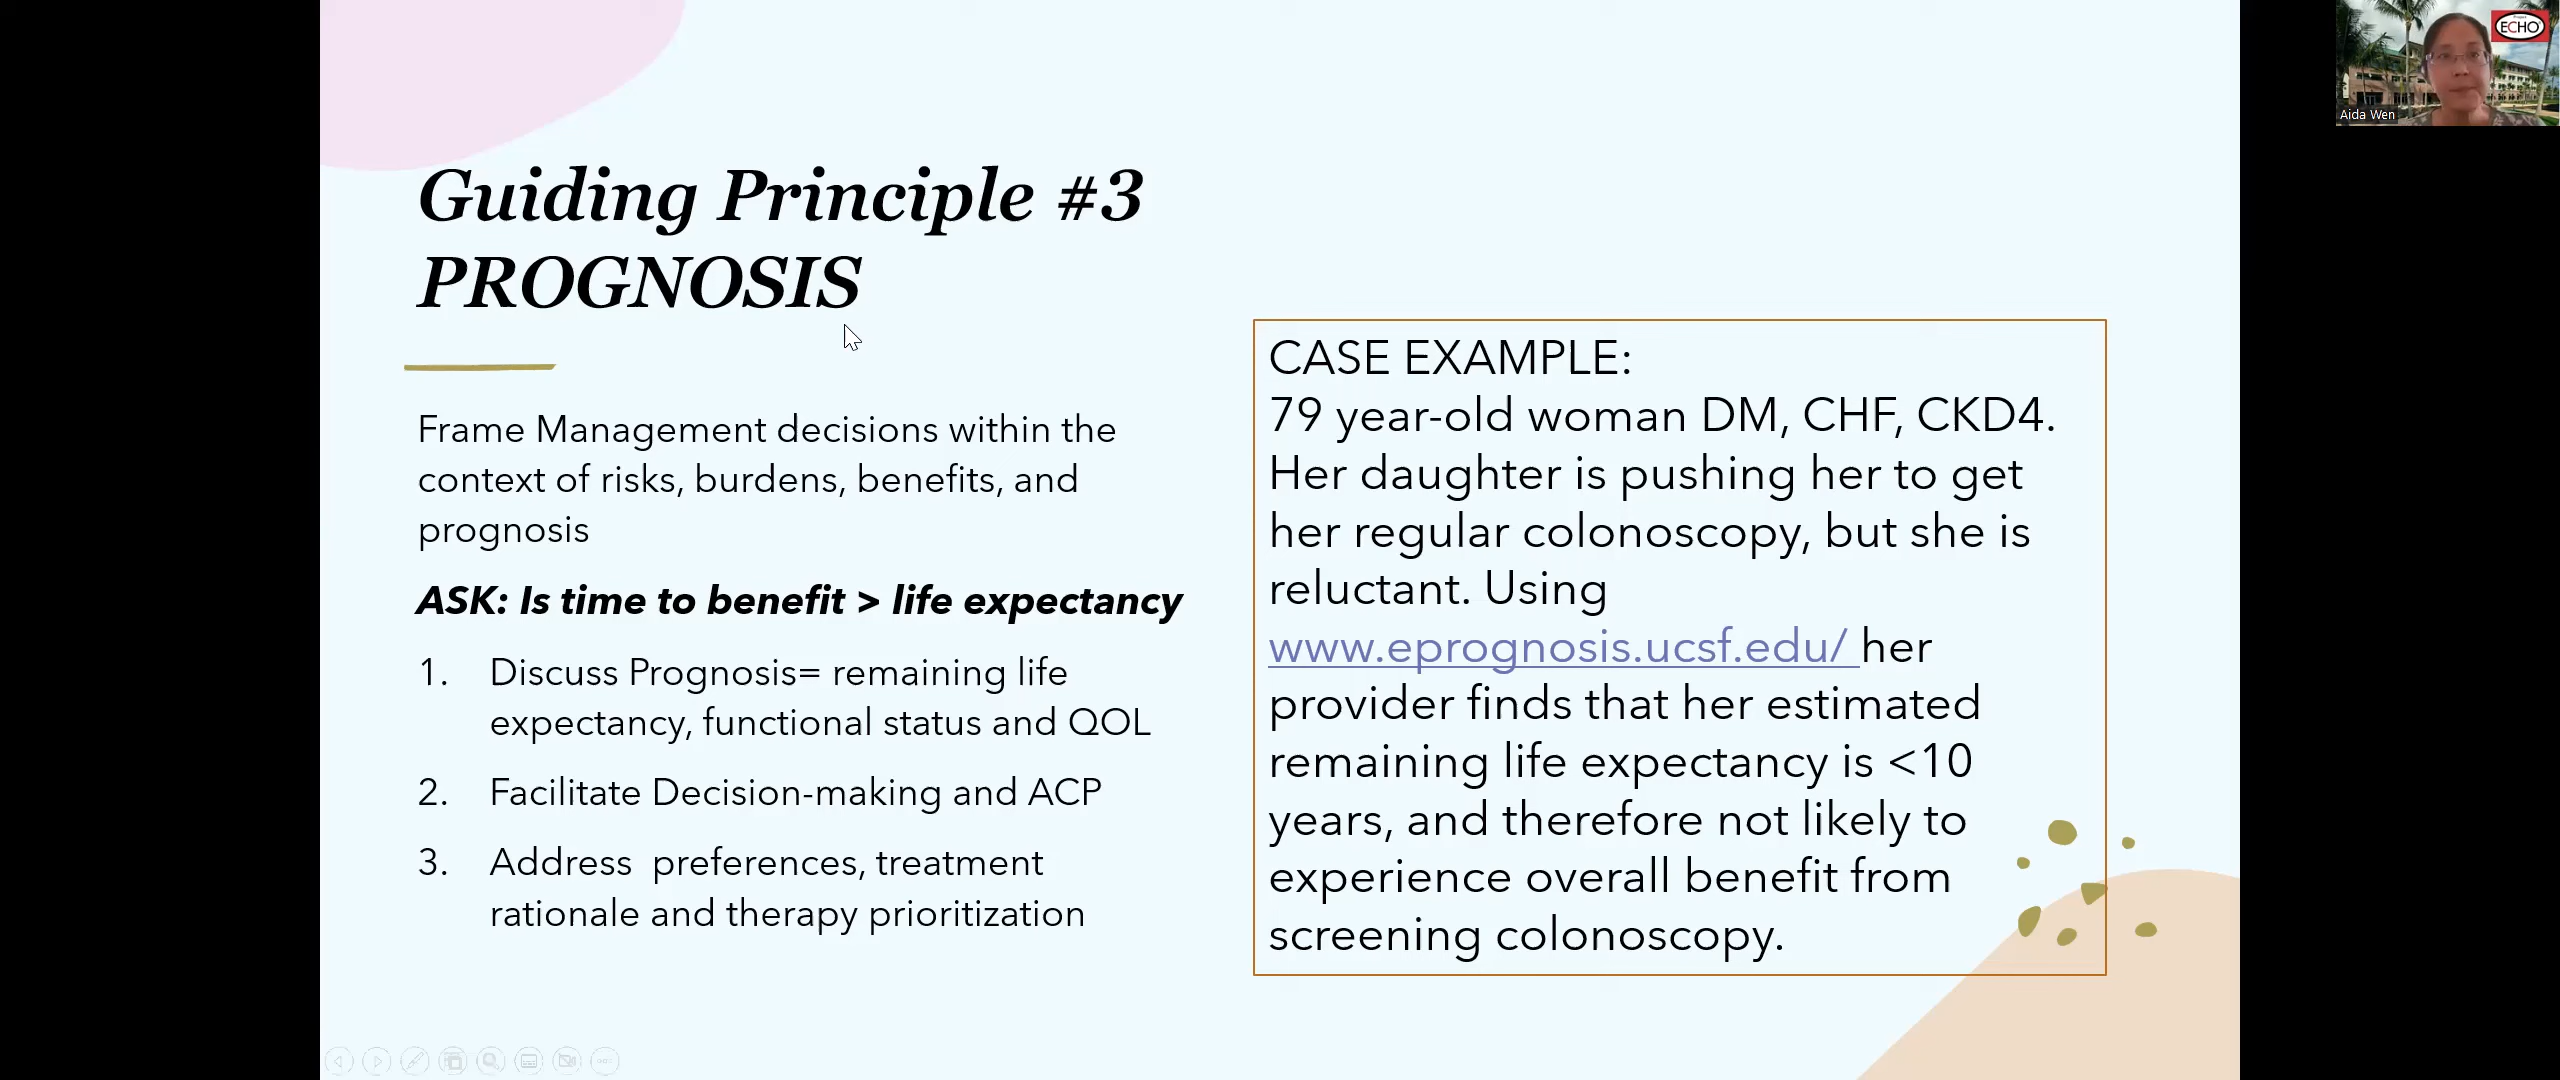 Guiding Principle #3
PROGNOSIS
Frame Management decisions within the
context of risks, burdens, benefits, and
prognosis
ASK: Is time to benefit > life expectancy
1. Discuss Prognosis= remaining life
expectancy, functional status and QOL
2. Facilitate Decision-making and ACP
3. Address preferences, treatment
rationale and therapy prioritization
CASE EXAMPLE:
79 year-old woman DM, CHF, CKD4.
Her daughter is pushing her to get
her regular colonoscopy, but she is
reluctant. Using
www.eprognosis.ucsf.edu/ her
provider finds that her estimated
remaining life expectancy is <10
years, and therefore not likely to
experience overall benefit from
screening colonoscopy.
ECHO
Aida Wen